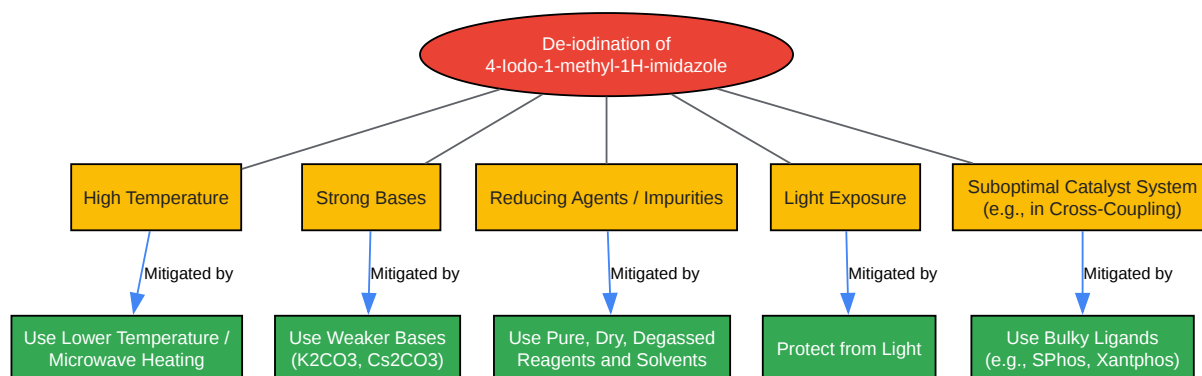 De-iodination of
4-Iodo-1-methyl-1H-imidazole
High Temperature
Strong Bases
Reducing Agents / Impurities
Light Exposure
Suboptimal Catalyst System
(e.g., in Cross-Coupling)
Mitigated by
Mitigated by
Mitigated by
Mitigated by
Mitigated by
Use Lower Temperature /
Microwave Heating
Use Weaker Bases
(K2CO3, Cs2CO3)
Use Pure, Dry, Degassed
Reagents and Solvents
Protect from Light
Use Bulky Ligands
(e.g., SPhos, Xantphos)